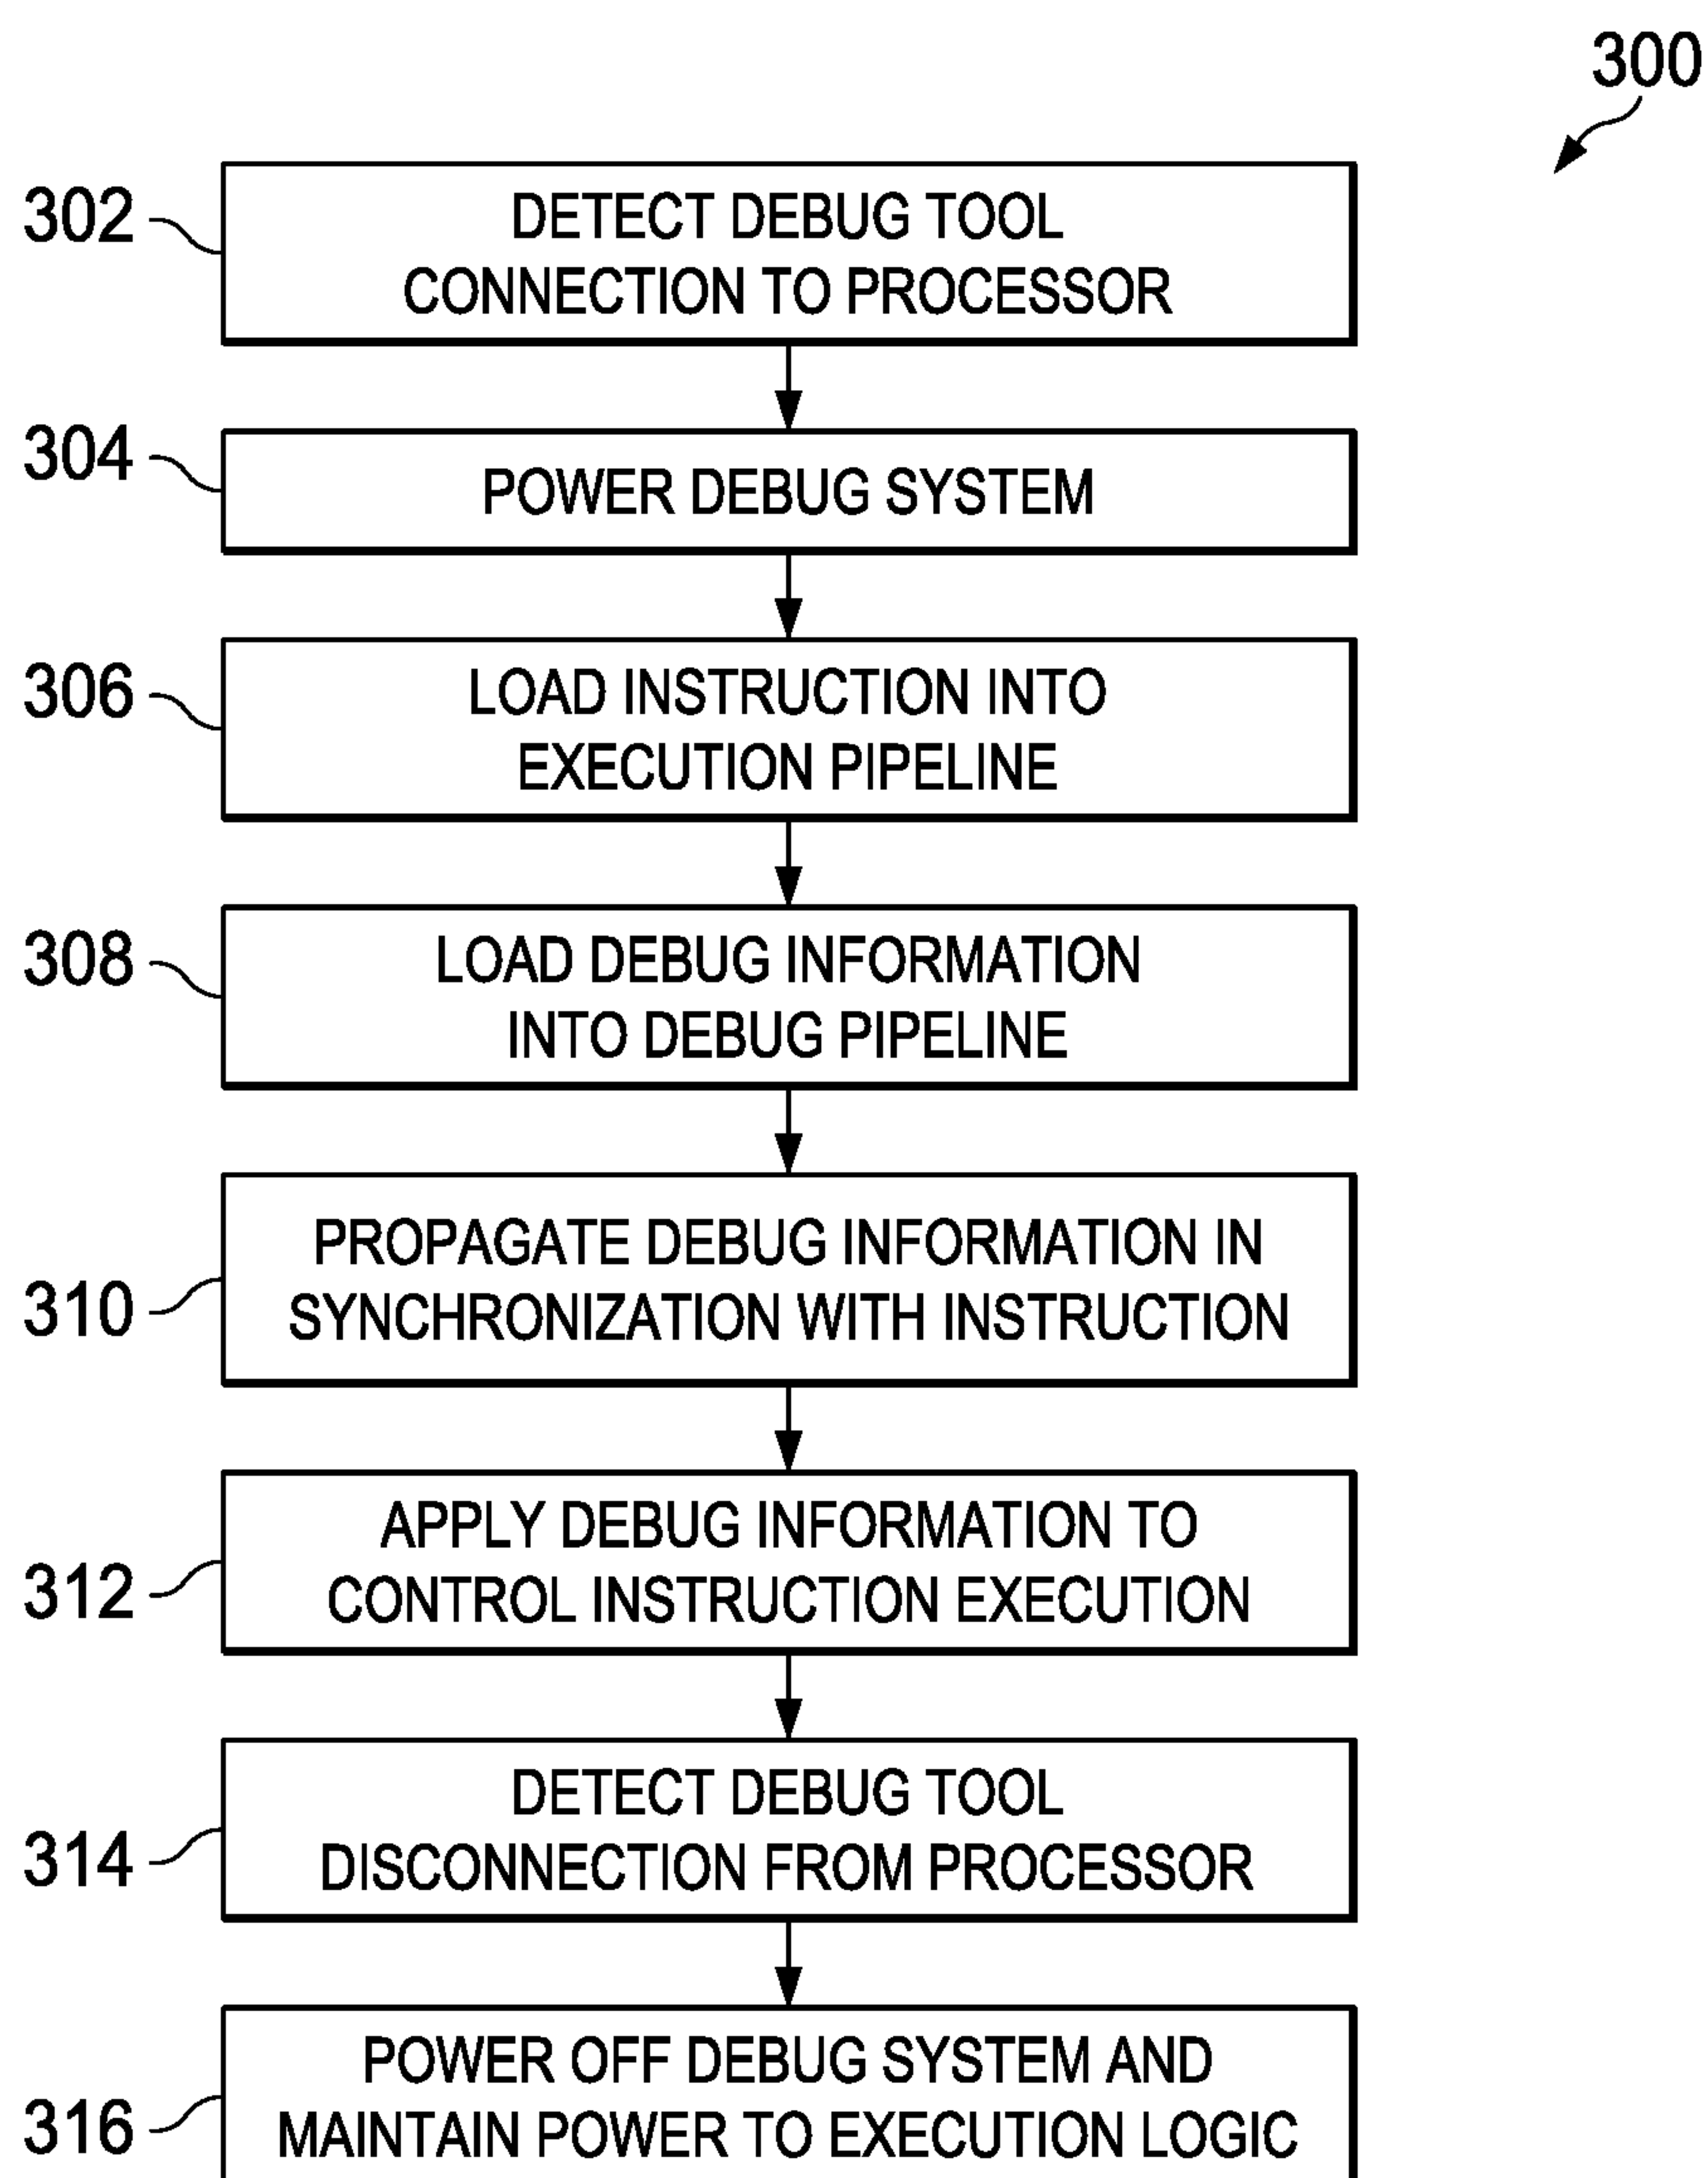 300
302
DETECT DEBUG TOOL
CONNECTION TO PROCESSOR
304
POWER DEBUG SYSTEM
306
LOAD INSTRUCTION INTO
EXECUTION PIPELINE
308
LOAD DEBUG INFORMATION
INTO DEBUG PIPELINE
310
PROPAGATE DEBUG INFORMATION IN
SYNCHRONIZATION WITH INSTRUCTION
312
APPLY DEBUG INFORMATION TO
CONTROL INSTRUCTION EXECUTION
314
DETECT DEBUG TOOL
DISCONNECTION FROM PROCESSOR
316
POWER OFF DEBUG SYSTEM AND
MAINTAIN POWER TO EXECUTION LOGIC